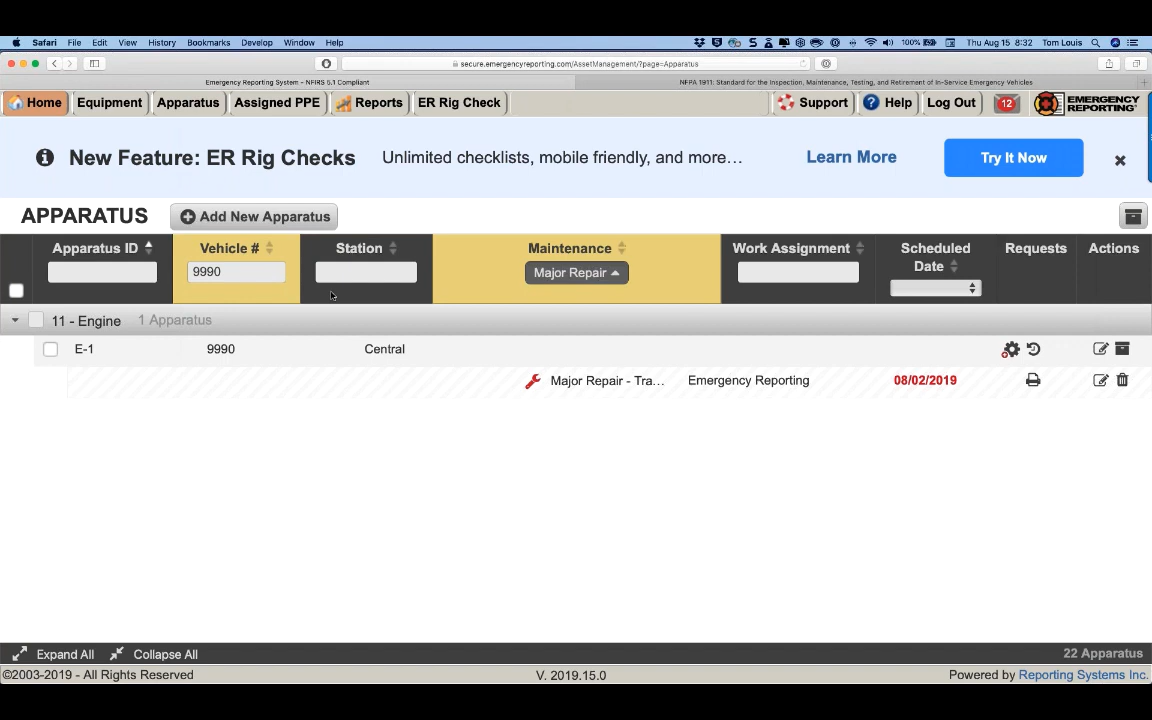 Safari File Edit View History Bookmarks Develop Window Help 100% Thu Aug 15 8:32 Tom Louis
secure.emergencyreporting.com/AssetManagement/?page=Apparatus
Emergency Reporting System - NFIRS 5.1 Compliant NFPA 1911: Standard for the Inspection, Maintenance, Testing, and Retirement of In-Service Emergency Vehicles
Home Equipment Apparatus Assigned PPE Reports ER Rig Check Support Help Log Out 12 EMERGENCY REPORTING
New Feature: ER Rig Checks Unlimited checklists, mobile friendly, and more... Learn More Try It Now
APPARATUS Add New Apparatus
Apparatus ID Vehicle # Station Maintenance Work Assignment Scheduled Date Requests Actions
9990 Major Repair
11 - Engine 1 Apparatus
E-1 9990 Central
Major Repair - Tra... Emergency Reporting 08/02/2019
Expand All Collapse All 22 Apparatus
©2003-2019 - All Rights Reserved V. 2019.15.0 Powered by Reporting Systems Inc.